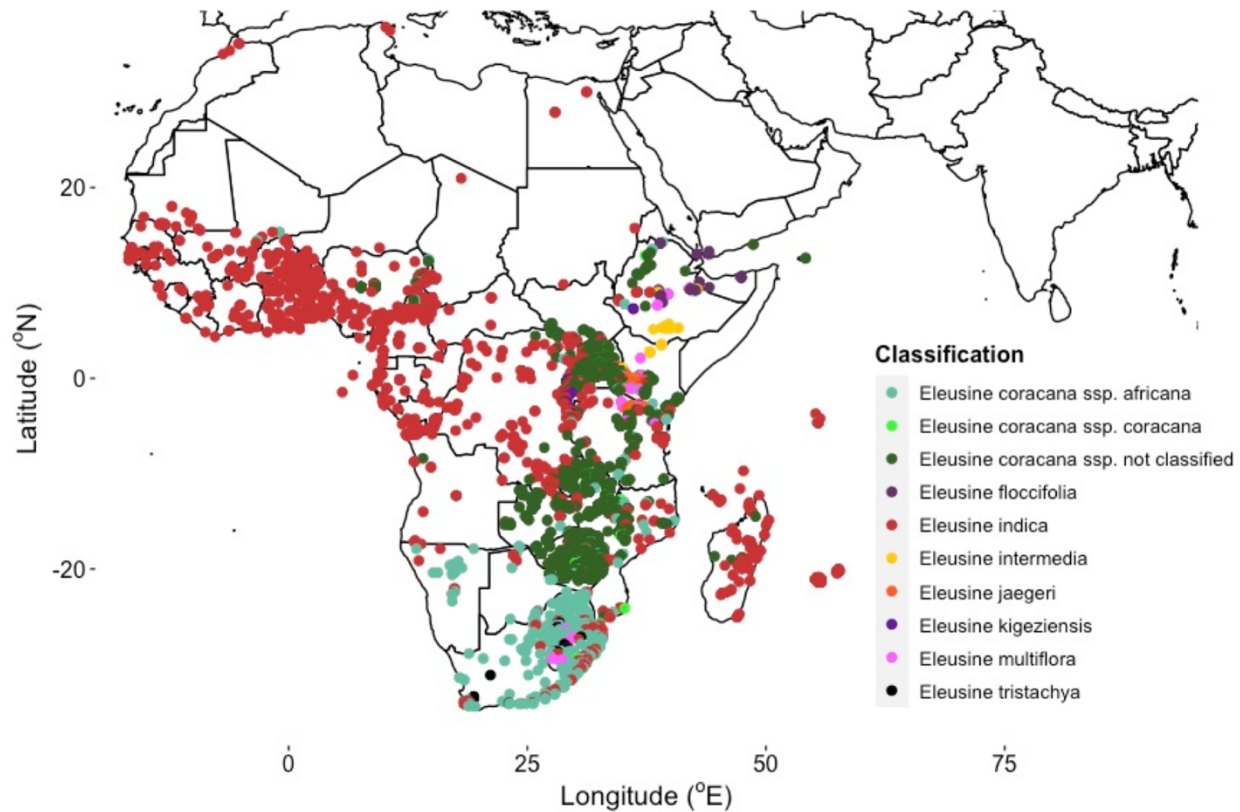 20
0
-20
Latitude (°N)
0
25
50
75
Longitude (°E)
Classification
Eleusine coracana ssp. africana
Eleusine coracana ssp. coracana
Eleusine coracana ssp. not classified
Eleusine floccifolia
Eleusine indica
Eleusine intermedia
Eleusine jaegeri
Eleusine kigeziensis
Eleusine multiflora
Eleusine tristachya